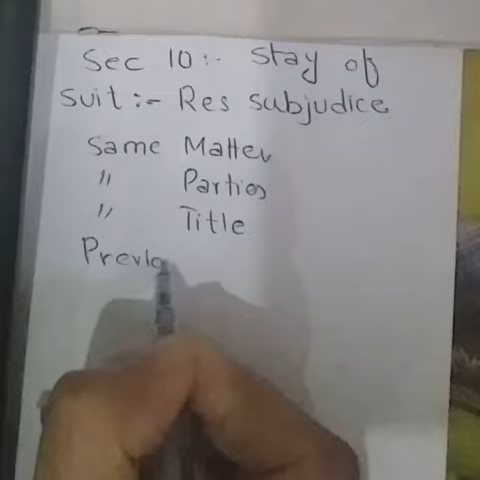 Sec 10:- Stay of
Suit:- Res subjudice
Same Matter
" Parties
" Title